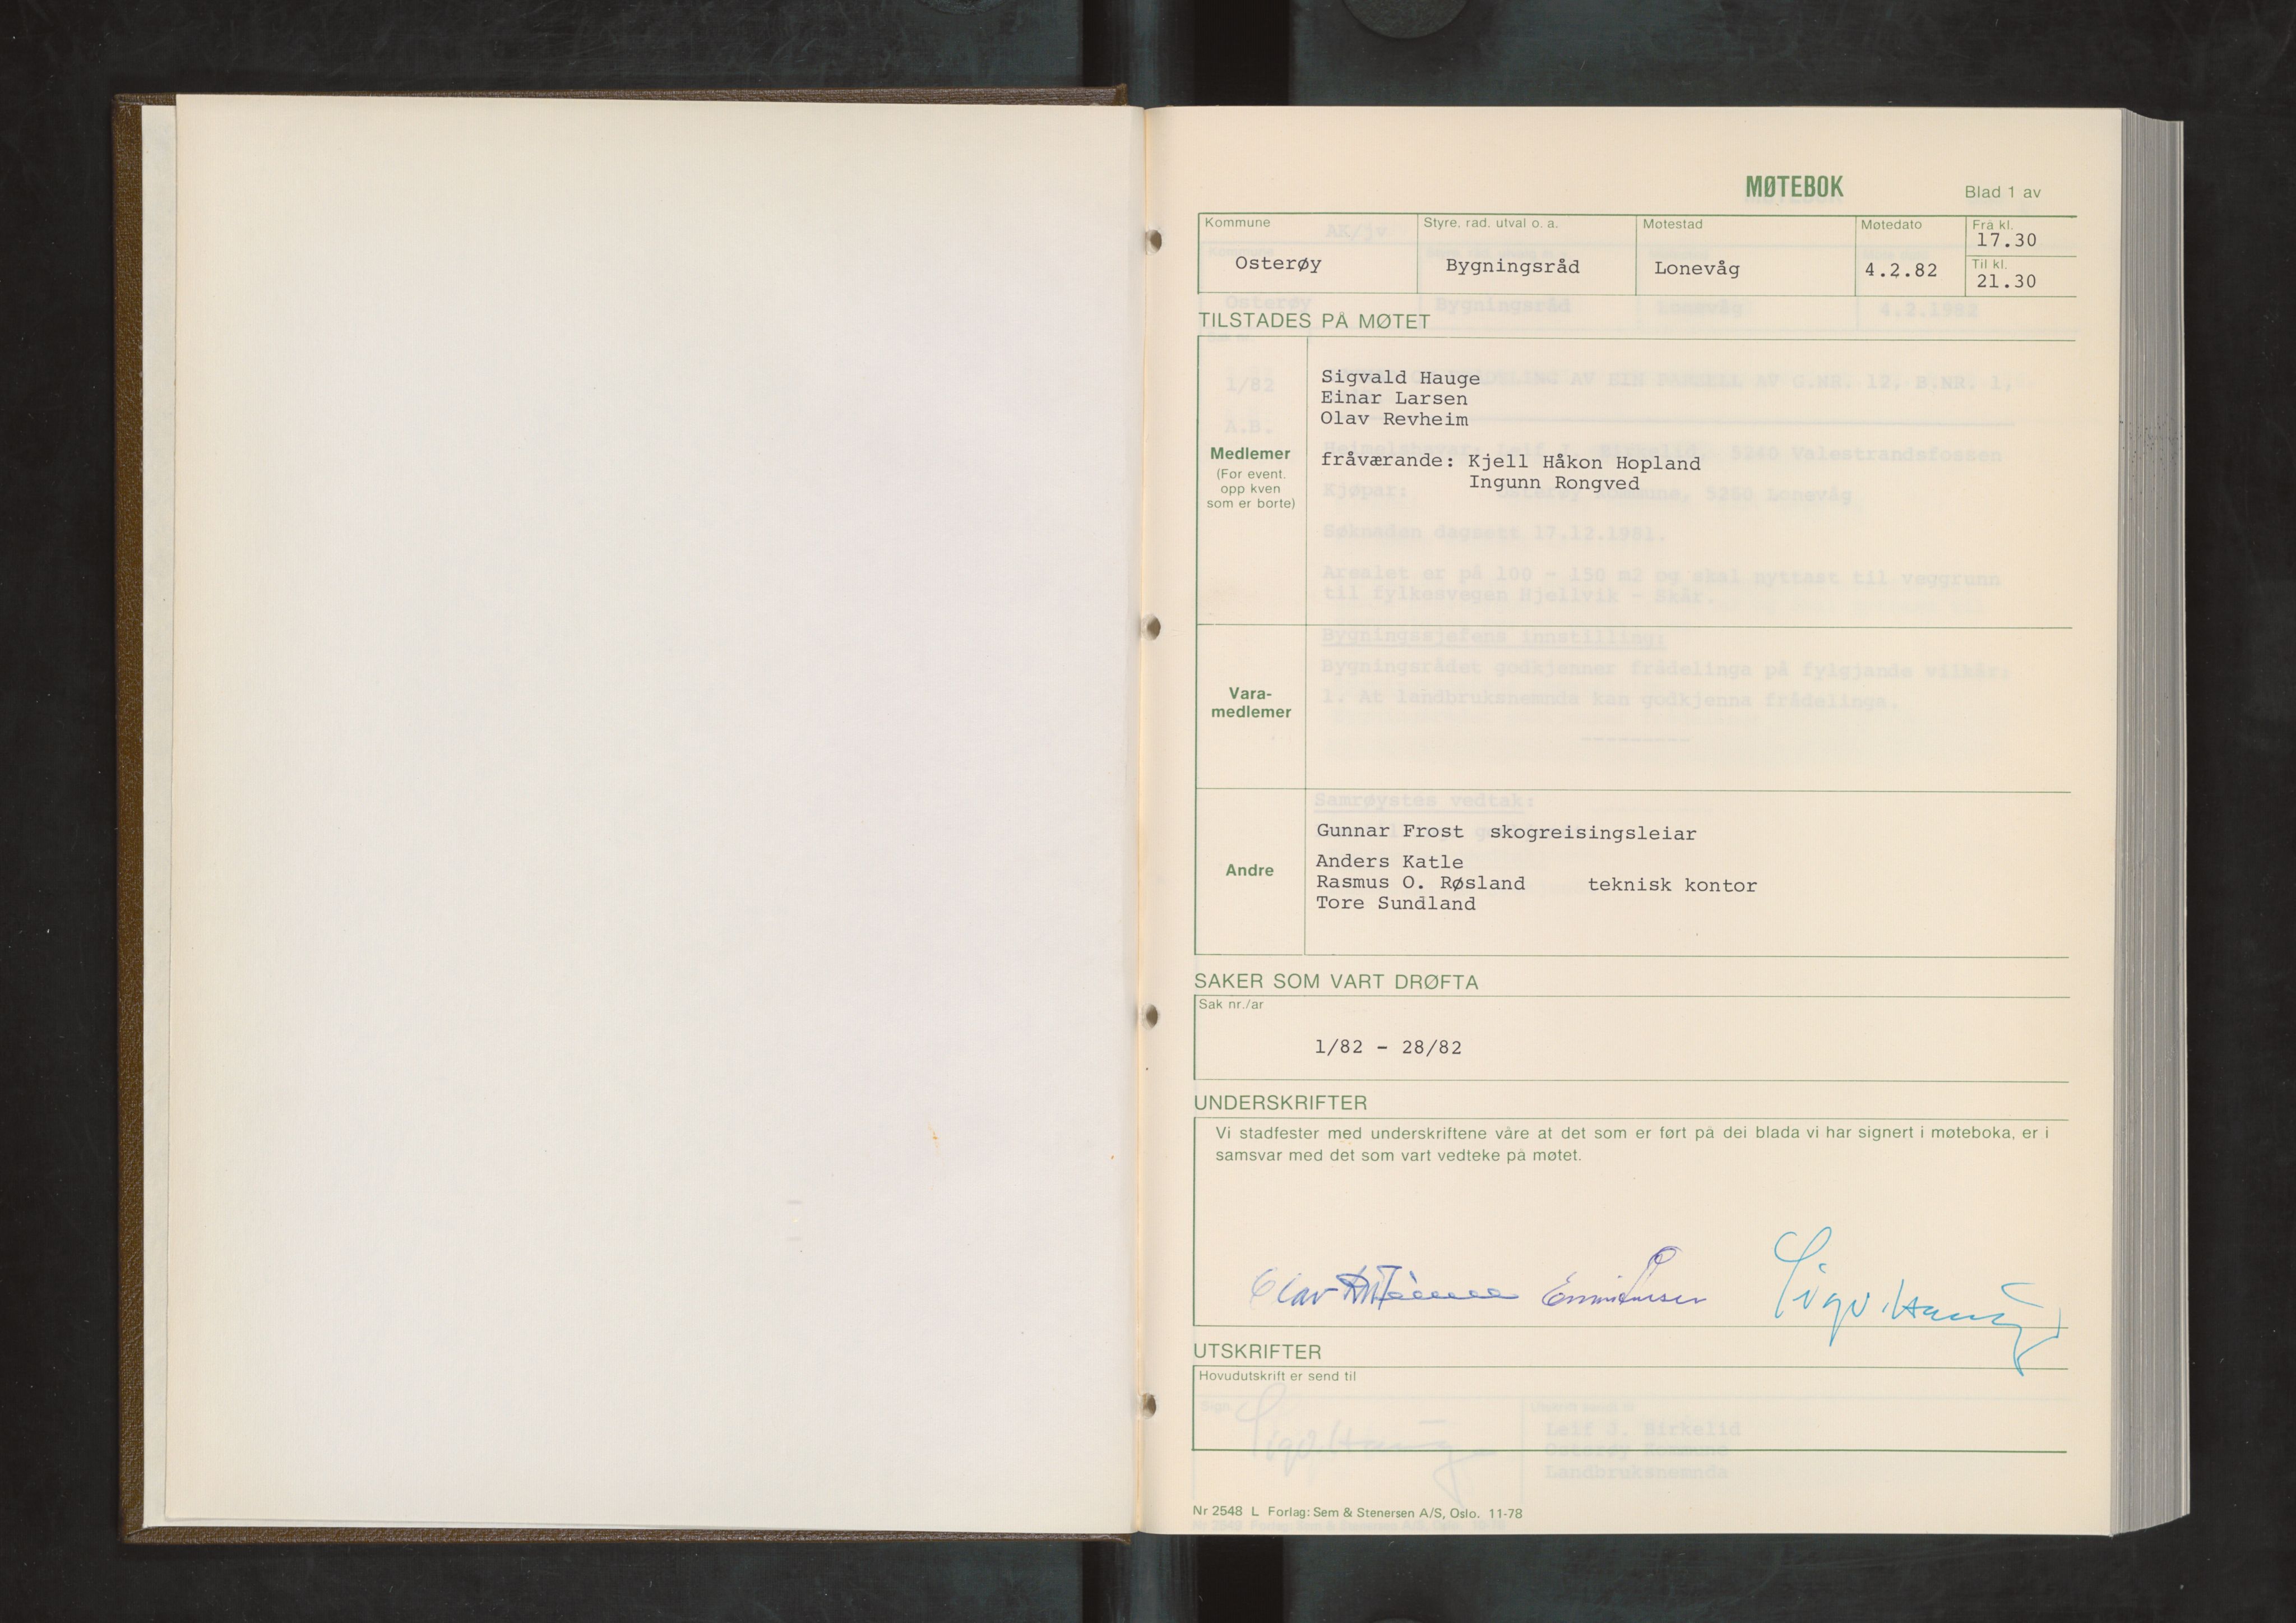 MØTEBOK
Blad 1 av
Kommune
Styre, rad, utval o. a.
Møtestad
Møtedato
Frå kl.
17.30
Osterøy
Bygningsråd
Lonevåg
4.2.82
Til kl.
21.30
TILSTADES PÅ MØTET
Medlemer
(For event.
opp kven
som er borte)
Sigvald Hauge
Einar Larsen
Olav Revheim
fråværande: Kjell Håkon Hopland
Ingunn Rongved
Vara-
medlemer
Andre
Gunnar Frost skogreisingsleiar
Anders Katle
Rasmus O. Røsland teknisk kontor
Tore Sundland
SAKER SOM VART DRØFTA
Sak nr./ar
1/82 - 28/82
UNDERSKRIFTER
Vi stadfester med underskriftene våre at det som er ført på dei blada vi har signert i møteboka, er i
samsvar med det som vart vedteke på møtet.
Olav Einar Larsen Sigv. Hauge
UTSKRIFTER
Hovudutskrift er send til
Nr 2548 L Forlag: Sem & Stenersen A/S, Oslo. 11-78